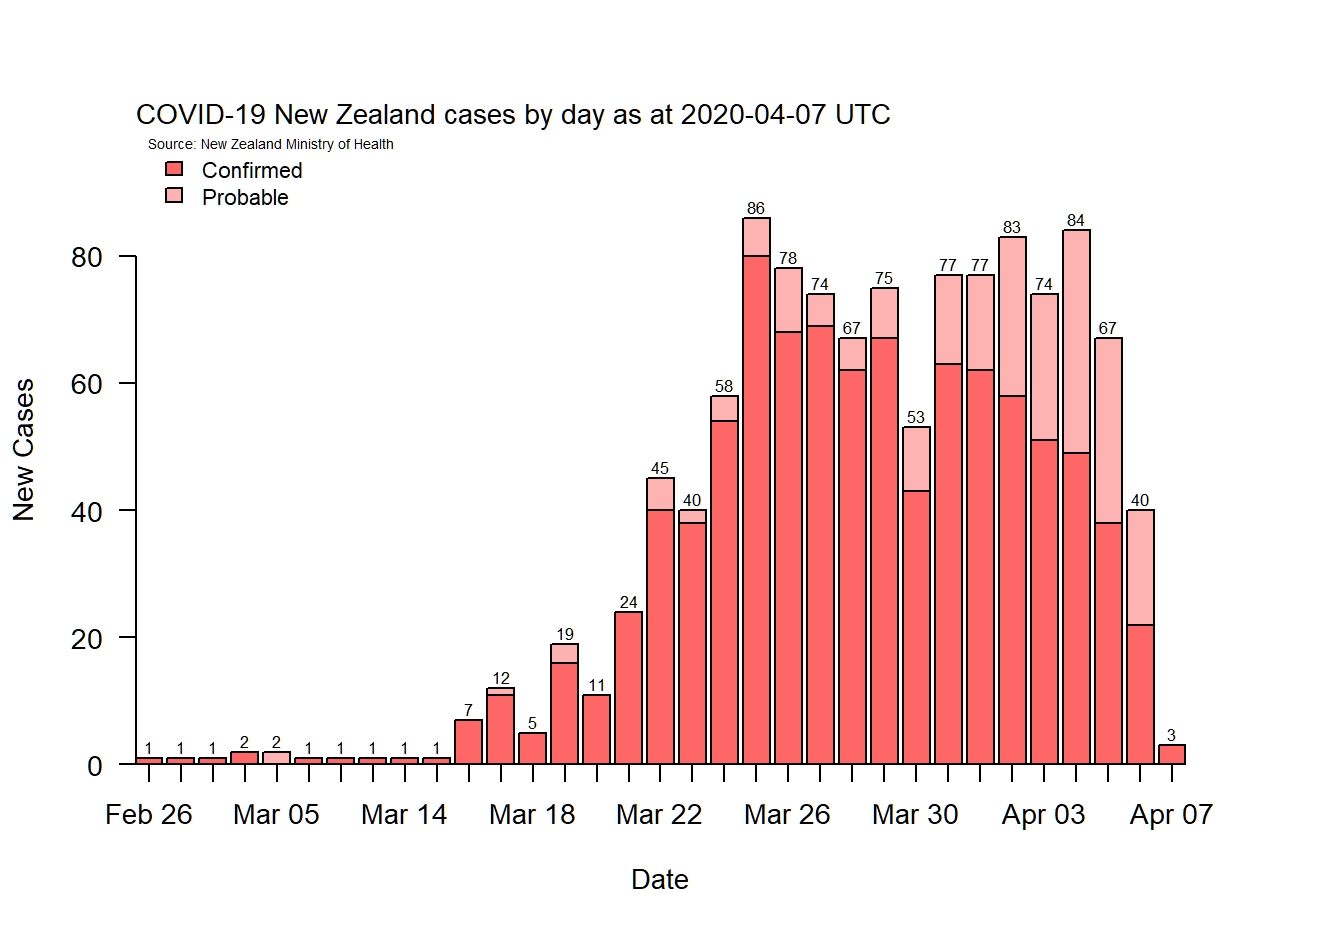 COVID-19 New Zealand cases by day as at 2020-04-07 UTC
Source: New Zealand Ministry of Health
Confirmed
Probable
New Cases
80
60
40
20
0
1 1 1 2 2 1 1 1 1 1 7 12 5 19 11 24 45 40 58 86 78 74 67 75 53 77 77 83 74 84 67 40 3
Feb 26 Mar 05 Mar 14 Mar 18 Mar 22 Mar 26 Mar 30 Apr 03 Apr 07
Date